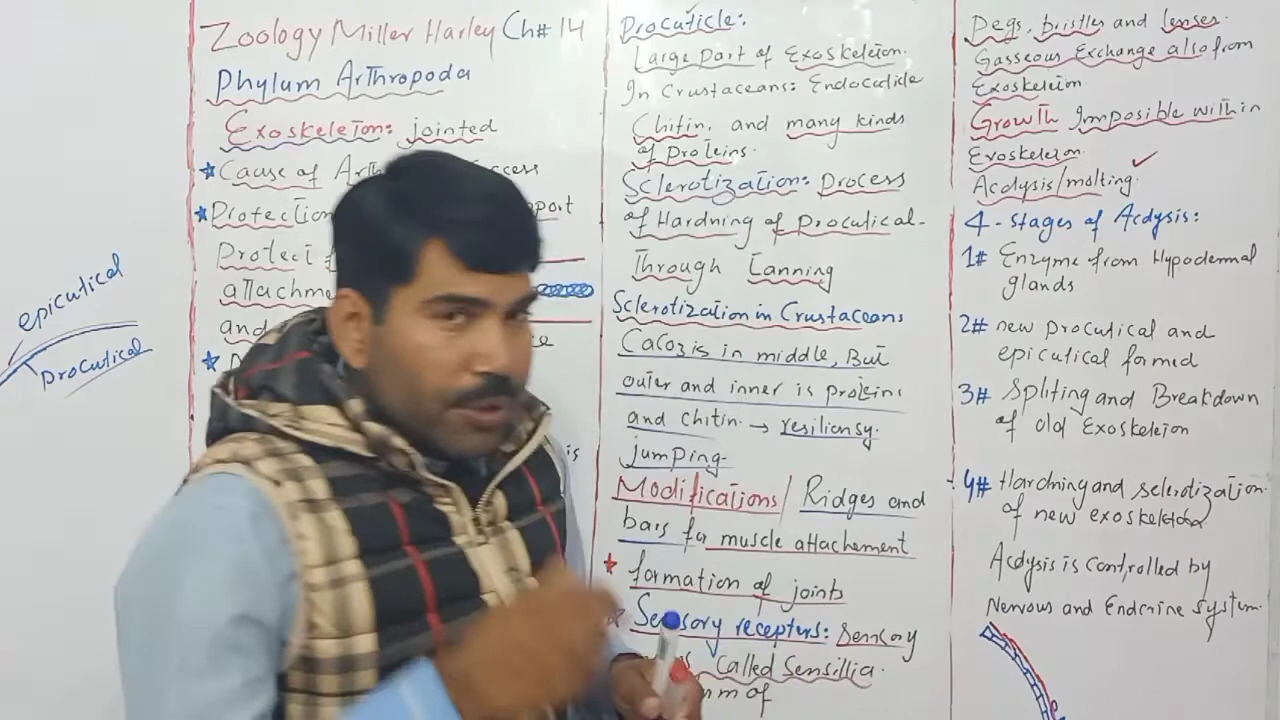 Zoology Miller Harley Ch# 14
Phylum Arthropoda
Exoskeleton: jointed
Cause of
Protection
Protect
and
epicutical
procutical
is
Procuticle:
Large part of Exoskeleton.
In Crustaceans: Endocuticle
Chitin, and many kinds
of Proteins.
Sclerotization: Process
of Hardning of Procutical-
Through Tanning
Sclerotization in Crustaceans
CaCo3 is in middle, But
outer and inner is proteins
and chitin. → resiliensy.
jumping.
Modifications/ Ridges and
bars for muscle attachement
formation of joints
Sensory recepters: Sensory
Called Sensillia.
of
Pegs, bristles and lenses.
Gasseous Exchange also from
Exoskeleton.
Growth Imposible within
Exoskeleton.
Acdysis/molting.
4-stages of Acdysis:
1# Enzyme from Hypodermal
glands
2# new procutical and
epicutical formed
3# Spliting and Breakdown
of old Exoskeleton
4# Hardning and sclerotization.
of new exoskeleton
Acdysis is controlled by
Nervous and Endcrine system.